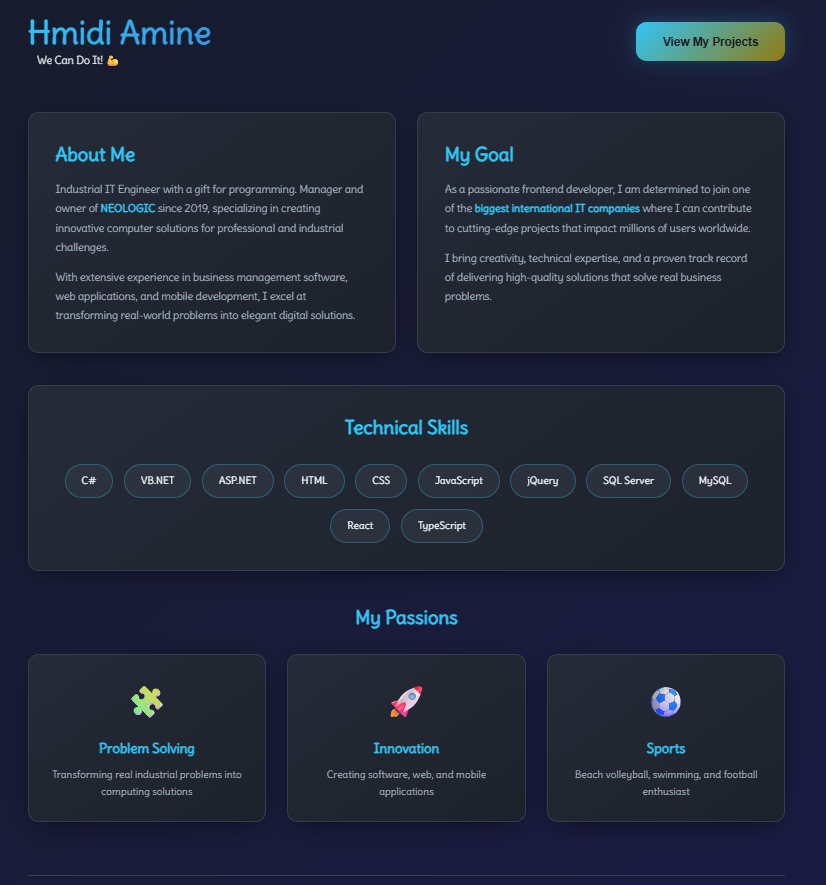 Hmidi Amine
We Can Do It! 💪
View My Projects
About Me
Industrial IT Engineer with a gift for programming. Manager and
owner of NEOLOGIC since 2019, specializing in creating
innovative computer solutions for professional and industrial
challenges.
With extensive experience in business management software,
web applications, and mobile development, I excel at
transforming real-world problems into elegant digital solutions.
My Goal
As a passionate frontend developer, I am determined to join one
of the biggest international IT companies where I can contribute
to cutting-edge projects that impact millions of users worldwide.
I bring creativity, technical expertise, and a proven track record
of delivering high-quality solutions that solve real business
problems.
Technical Skills
C# VB.NET ASP.NET HTML CSS JavaScript jQuery SQL Server MySQL
React TypeScript
My Passions
Problem Solving
Transforming real industrial problems into
computing solutions
Innovation
Creating software, web, and mobile
applications
Sports
Beach volleyball, swimming, and football
enthusiast